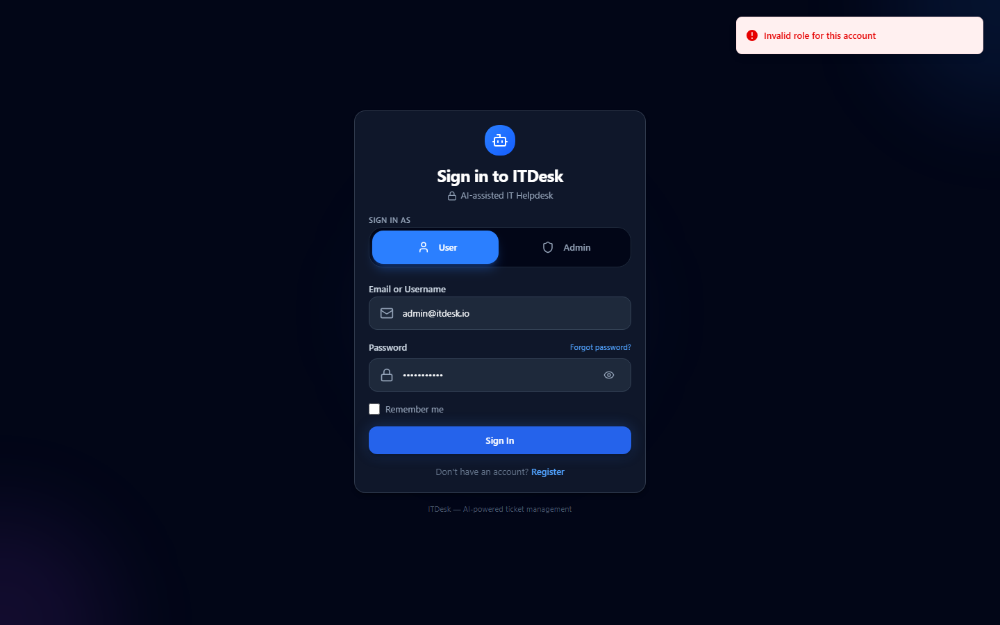 Invalid role for this account
Sign in to ITDesk
AI-assisted IT Helpdesk
SIGN IN AS
User
Admin
Email or Username
admin@itdesk.io
Password
Forgot password?
•••••••••••
Remember me
Sign In
Don't have an account? Register
ITDesk — AI-powered ticket management